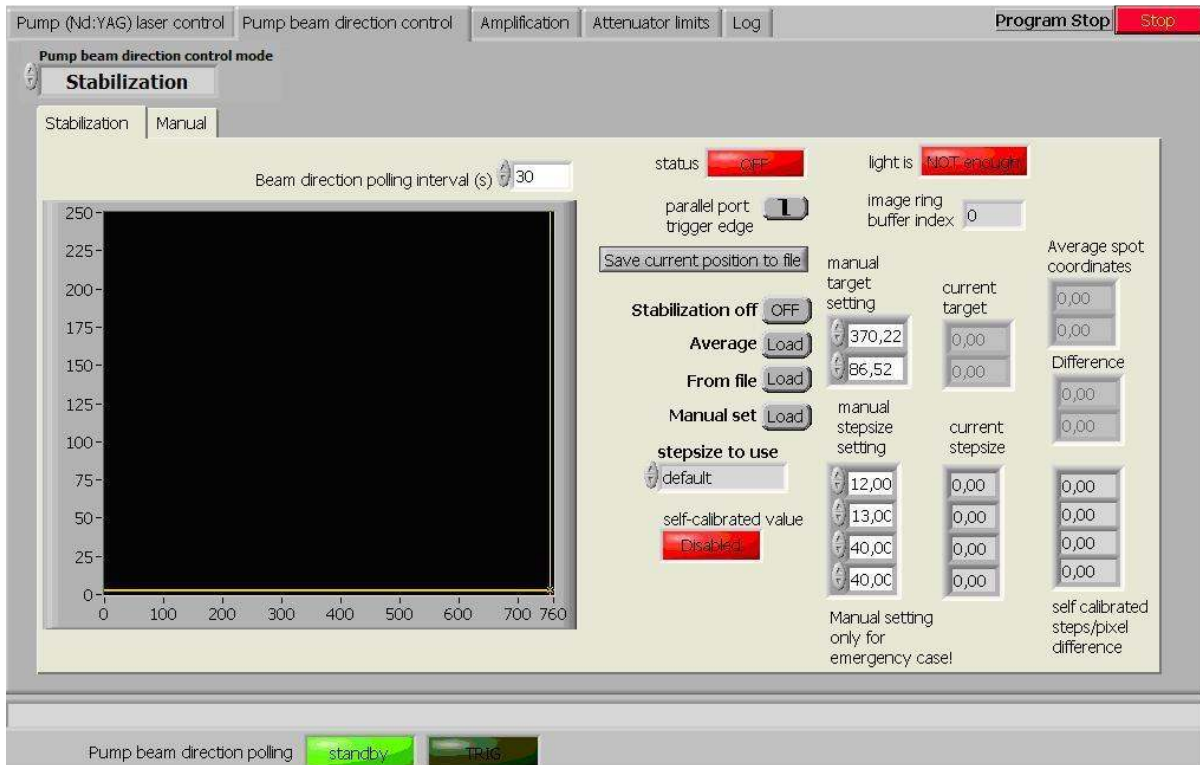 Pump (Nd:YAG) laser control Pump beam direction control Amplification Attenuator limits Log Program Stop Stop
Pump beam direction control mode
Stabilization
Stabilization Manual
Beam direction polling interval (s) 30
250
225
200
175
150
125
100
75
50
25
0
0 100 200 300 400 500 600 700 760
status OFF
light is NOT enough
parallel port
trigger edge
image ring
buffer index 0
Save current position to file
Stabilization off OFF
Average Load
From file Load
Manual set Load
stepsize to use
default
self-calibrated value
Disabled
manual
target
setting
370,22
86,52
current
target
0,00
0,00
Average spot
coordinates
0,00
0,00
Difference
0,00
0,00
manual
stepsize
setting
12,00
13,00
40,00
40,00
current
stepsize
0,00
0,00
0,00
0,00
0,00
0,00
0,00
0,00
Manual setting
only for
emergency case!
self calibrated
steps/pixel
difference
Pump beam direction polling standby TRIG